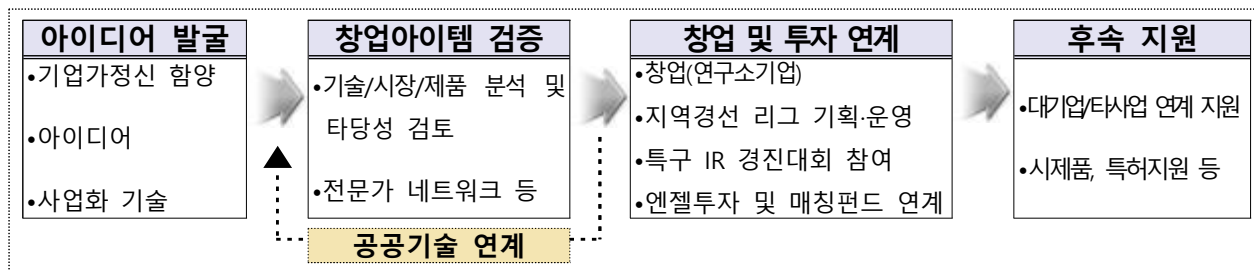 아이디어 발굴
•기업가정신 함양
•아이디어
•사업화 기술
창업아이템 검증
•기술/시장/제품 분석 및
타당성 검토
•전문가 네트워크 등
공공기술 연계
창업 및 투자 연계
•창업(연구소기업)
•지역경선 리그 기획·운영
•특구 IR 경진대회 참여
•엔젤투자 및 매칭펀드 연계
후속 지원
•대기업/타사업 연계 지원
•시제품, 특허지원 등